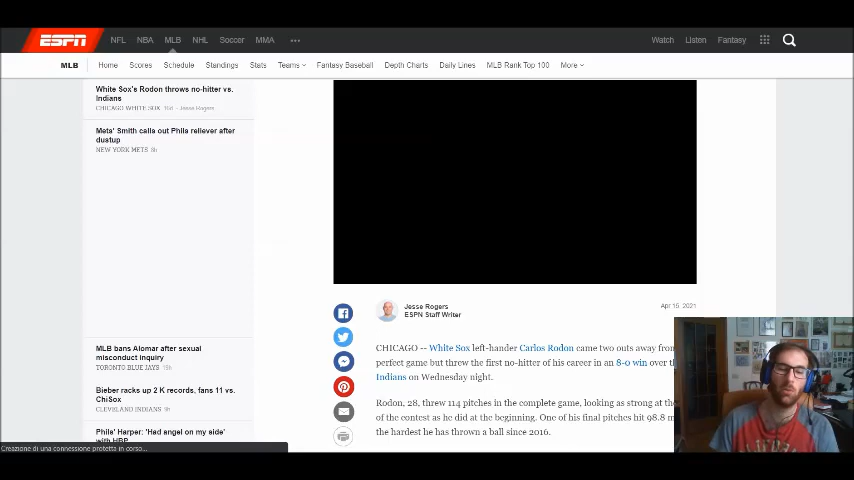 ESPN NFL NBA MLB NHL Soccer MMA ••• Watch Listen Fantasy
MLB Home Scores Schedule Standings Stats Teams Fantasy Baseball Depth Charts Daily Lines MLB Rank Top 100 More
White Sox's Rodon throws no-hitter vs.
Indians
CHICAGO WHITE SOX Jesse Rogers
Mets' Smith calls out Phils reliever after
dustup
NEW YORK METS
MLB bans Alomar after sexual
misconduct inquiry
TORONTO BLUE JAYS
Bieber racks up 2 K records, fans 11 vs.
ChiSox
CLEVELAND INDIANS
Phils' Harper: 'Had angel on my side'
with HBP
Creazione di una connessione protetta in corso...
Jesse Rogers
ESPN Staff Writer
Apr 15, 2021
CHICAGO -- White Sox left-hander Carlos Rodon came two outs away from
perfect game but threw the first no-hitter of his career in an 8-0 win over
Indians on Wednesday night.
Rodon, 28, threw 114 pitches in the complete game, looking as strong at
of the contest as he did at the beginning. One of his final pitches hit 98.8
the hardest he has thrown a ball since 2016.